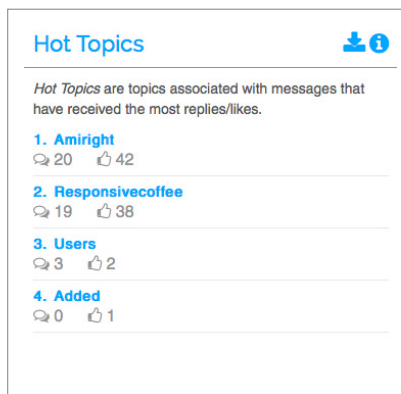 Hot Topics
Hot Topics are topics associated with messages that
have received the most replies/likes.
1. Amiright
20 42
2. Responsivecoffee
19 38
3. Users
3 2
4. Added
0 1